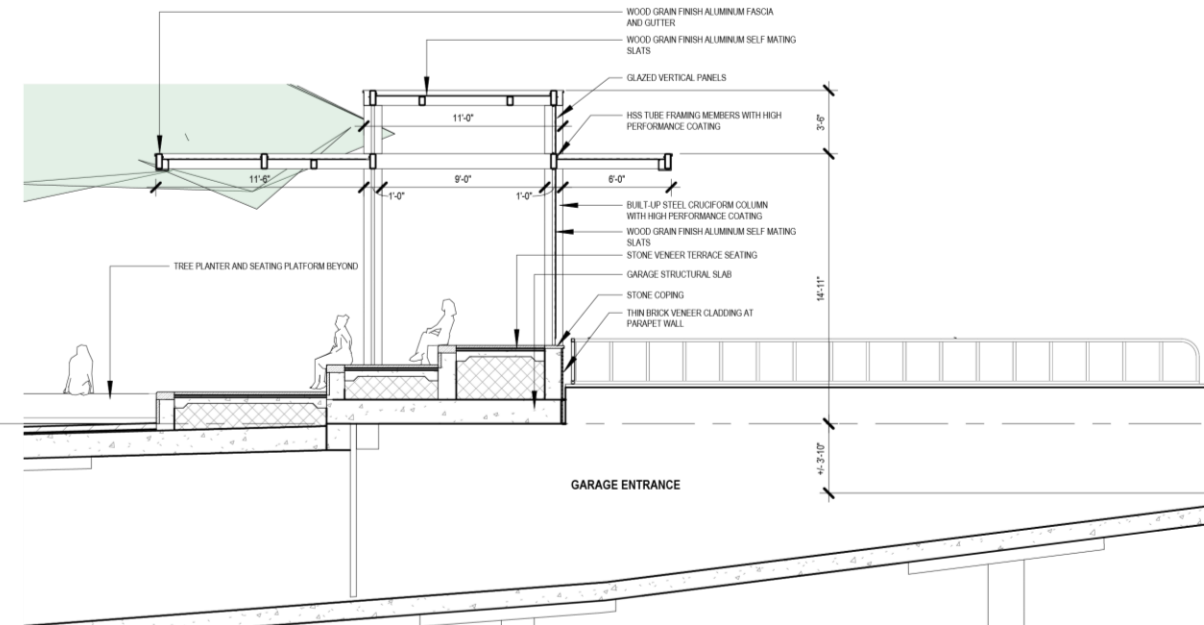 WOOD GRAIN FINISH ALUMINUM FASCIA
AND GUTTER
WOOD GRAIN FINISH ALUMINUM SELF MATING
SLATS
GLAZED VERTICAL PANELS
11'-0"
HSS TUBE FRAMING MEMBERS WITH HIGH
PERFORMANCE COATING
3'-6"
11'-6"
1'-0"
9'-0"
1'-0"
6'-0"
BUILT-UP STEEL CRUCIFORM COLUMN
WITH HIGH PERFORMANCE COATING
WOOD GRAIN FINISH ALUMINUM SELF MATING
SLATS
STONE VENEER TERRACE SEATING
TREE PLANTER AND SEATING PLATFORM BEYOND
GARAGE STRUCTURAL SLAB
14'-11"
STONE COPING
THIN BRICK VENEER CLADDING AT
PARAPET WALL
+/- 3'-10"
GARAGE ENTRANCE